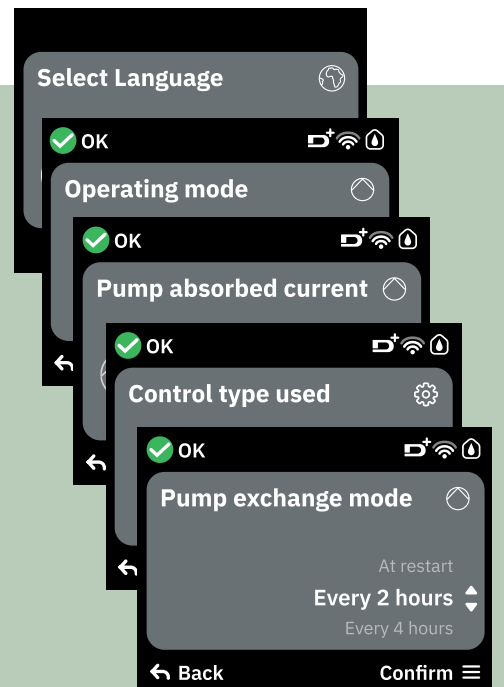 Select Language
OK
Operating mode
OK
Pump absorbed current
OK
Control type used
OK
Pump exchange mode
At restart
Every 2 hours
Every 4 hours
Back
Confirm